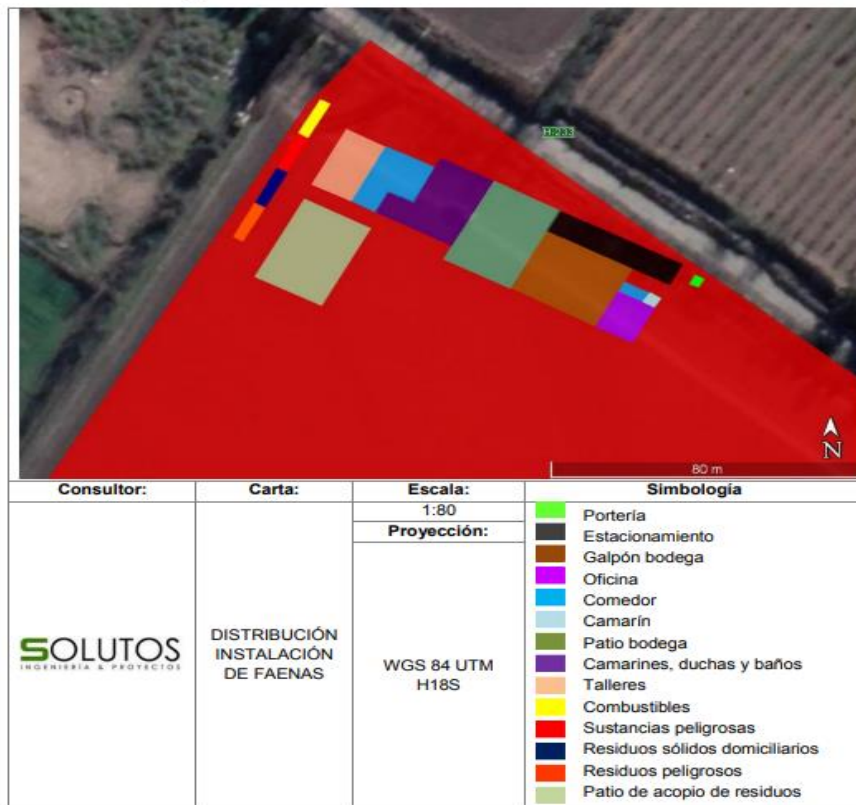 H-233
N
80 m
Consultor:
Carta:
Escala:
Simbología
1:80
Proyección:
SOLUTOS
INGENIERÍA & PROYECTOS
DISTRIBUCIÓN
INSTALACIÓN
DE FAENAS
WGS 84 UTM
H18S
Portería
Estacionamiento
Galpón bodega
Oficina
Comedor
Camarín
Patio bodega
Camarines, duchas y baños
Talleres
Combustibles
Sustancias peligrosas
Residuos sólidos domiciliarios
Residuos peligrosos
Patio de acopio de residuos